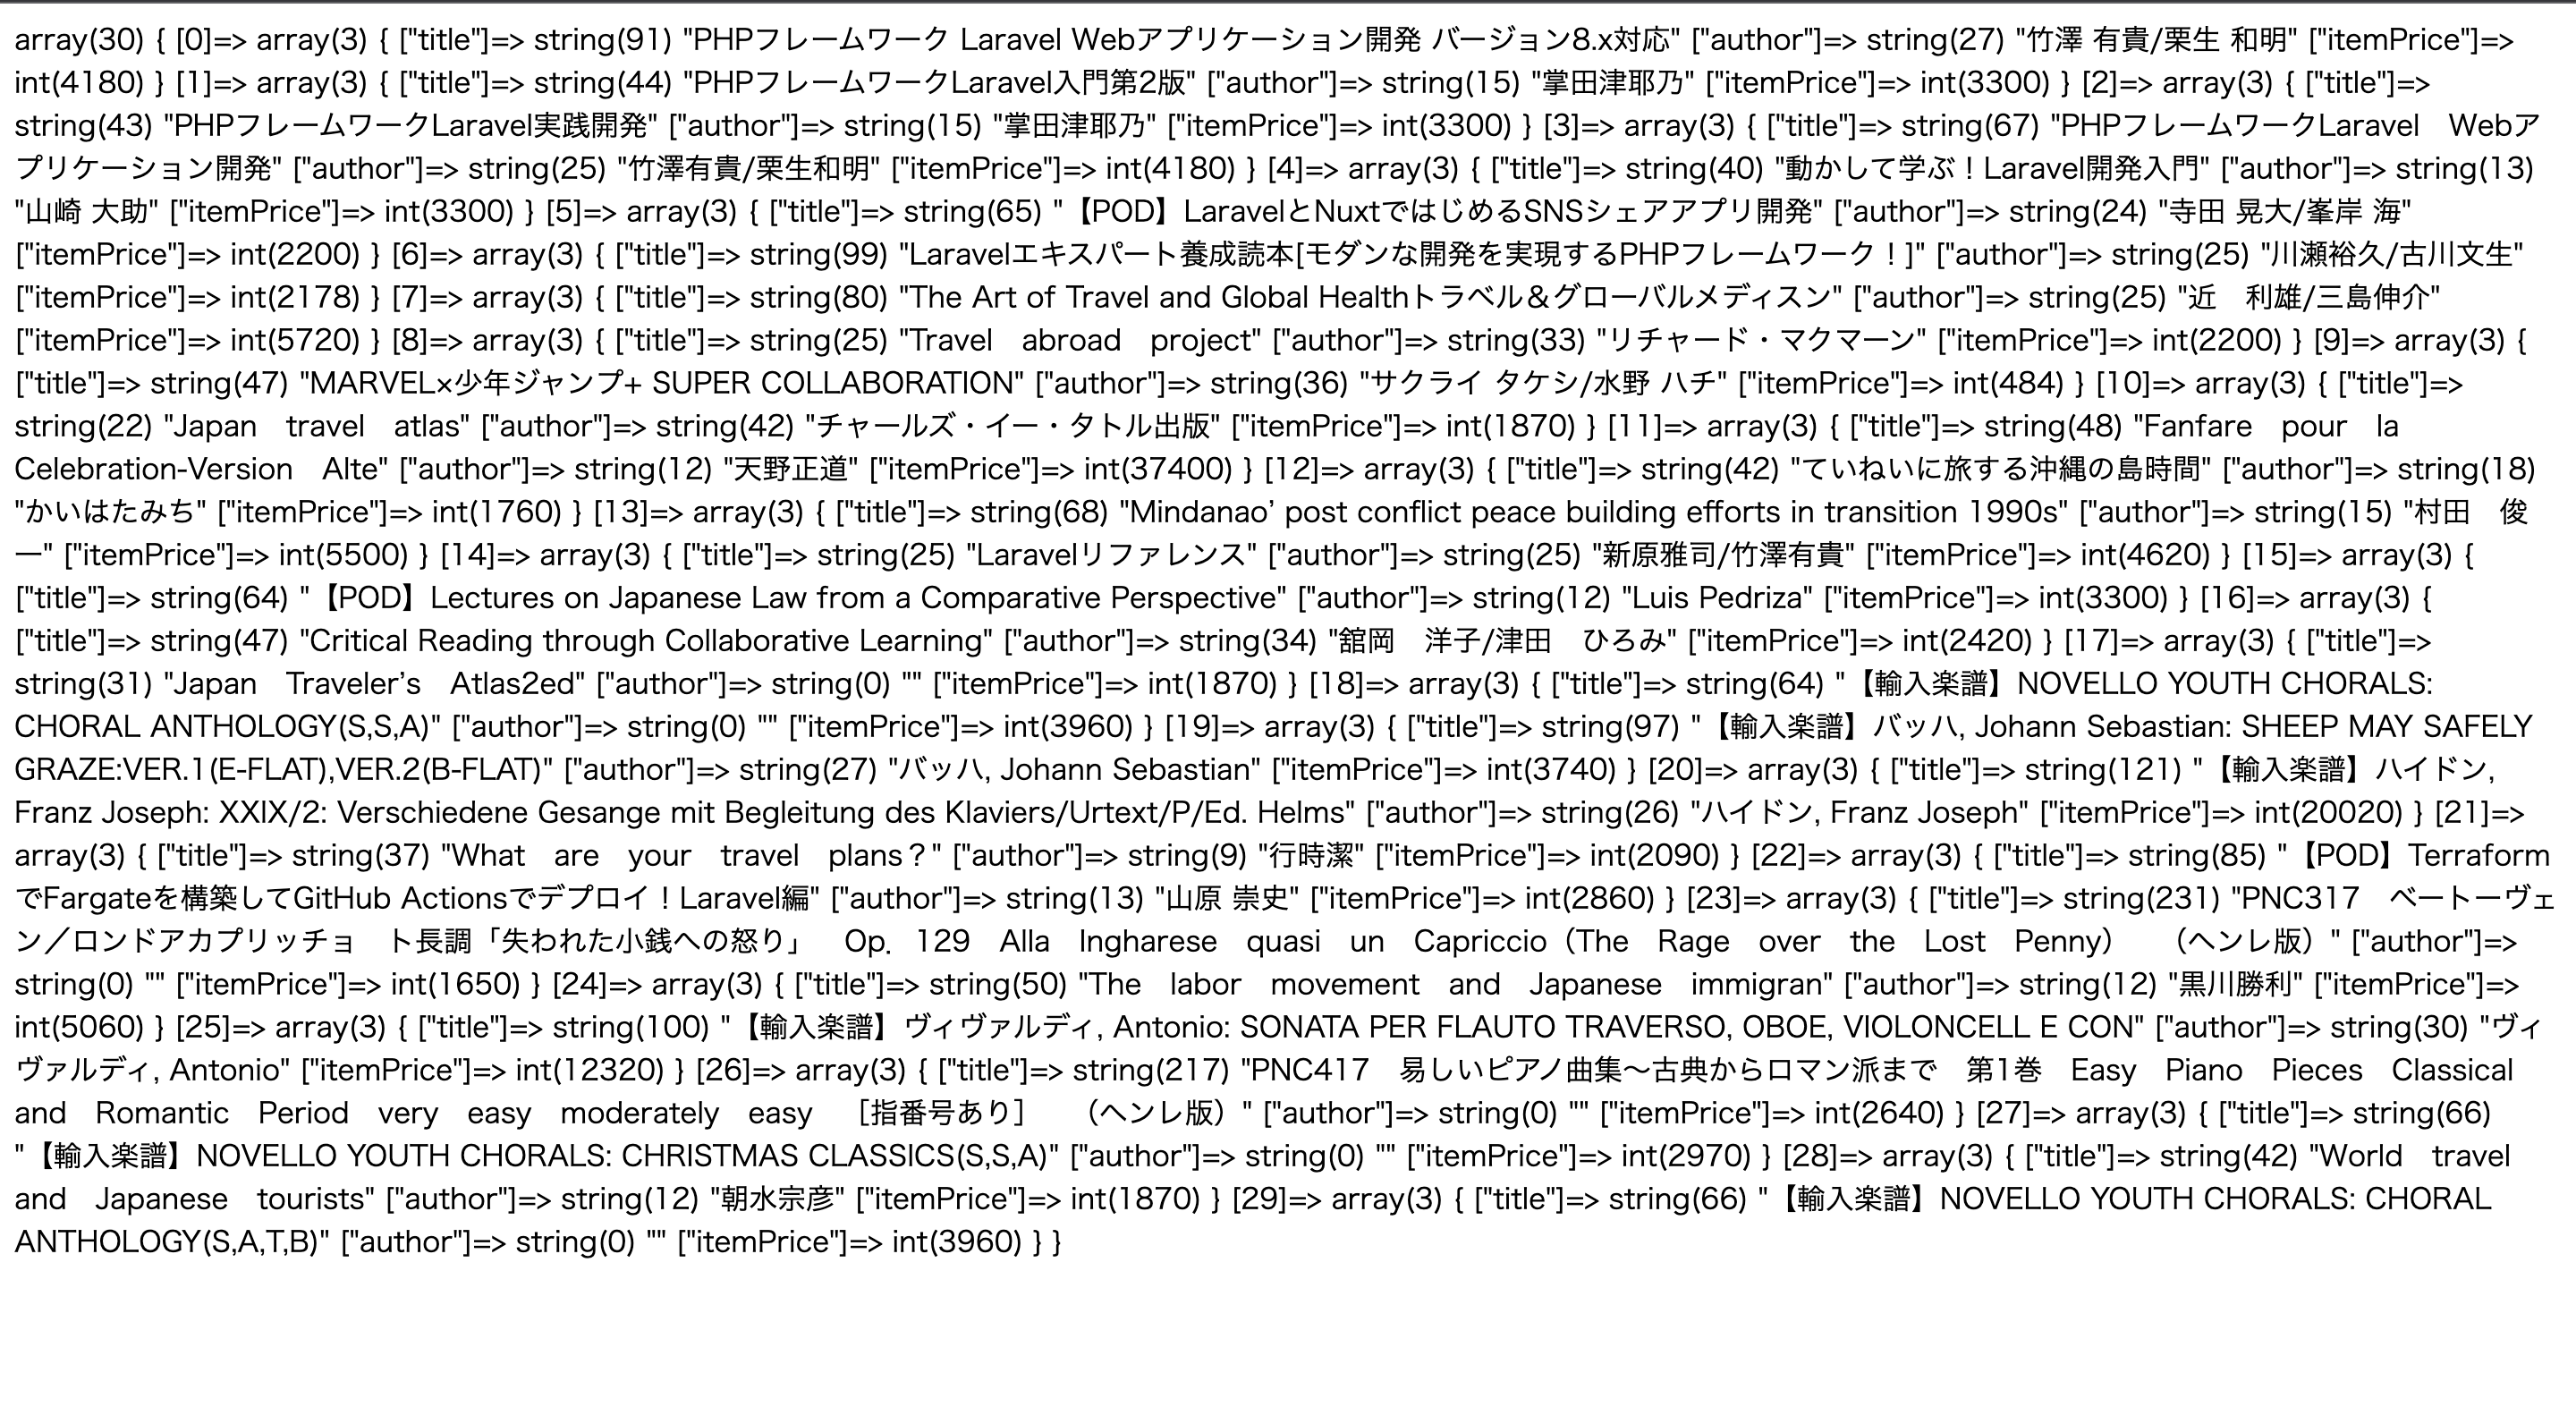 array(30) { [0]=> array(3) { ["title"]=> string(91) "PHPフレームワーク Laravel Webアプリケーション開発 バージョン8.x対応" ["author"]=> string(27) "竹澤 有貴/栗生 和明" ["itemPrice"]=>
int(4180) } [1]=> array(3) { ["title"]=> string(44) "PHPフレームワークLaravel入門第2版" ["author"]=> string(15) "掌田津耶乃" ["itemPrice"]=> int(3300) } [2]=> array(3) { ["title"]=>
string(43) "PHPフレームワークLaravel実践開発" ["author"]=> string(15) "掌田津耶乃" ["itemPrice"]=> int(3300) } [3]=> array(3) { ["title"]=> string(67) "PHPフレームワークLaravel　Webア
プリケーション開発" ["author"]=> string(25) "竹澤有貴/栗生和明" ["itemPrice"]=> int(4180) } [4]=> array(3) { ["title"]=> string(40) "動かして学ぶ！Laravel開発入門" ["author"]=> string(13)
"山崎 大助" ["itemPrice"]=> int(3300) } [5]=> array(3) { ["title"]=> string(65) "【POD】LaravelとNuxtではじめるSNSシェアアプリ開発" ["author"]=> string(24) "寺田 晃大/峯岸 海"
["itemPrice"]=> int(2200) } [6]=> array(3) { ["title"]=> string(99) "Laravelエキスパート養成読本[モダンな開発を実現するPHPフレームワーク！]" ["author"]=> string(25) "川瀬裕久/古川文生"
["itemPrice"]=> int(2178) } [7]=> array(3) { ["title"]=> string(80) "The Art of Travel and Global Healthトラベル＆グローバルメディスン" ["author"]=> string(25) "近　利雄/三島伸介"
["itemPrice"]=> int(5720) } [8]=> array(3) { ["title"]=> string(25) "Travel　abroad　project" ["author"]=> string(33) "リチャード・マクマーン" ["itemPrice"]=> int(2200) } [9]=> array(3) {
["title"]=> string(47) "MARVEL×少年ジャンプ+ SUPER COLLABORATION" ["author"]=> string(36) "サクライ タケシ/水野 ハチ" ["itemPrice"]=> int(484) } [10]=> array(3) { ["title"]=>
string(22) "Japan　travel　atlas" ["author"]=> string(42) "チャールズ・イー・タトル出版" ["itemPrice"]=> int(1870) } [11]=> array(3) { ["title"]=> string(48) "Fanfare　pour　la
Celebration-Version　Alte" ["author"]=> string(12) "天野正道" ["itemPrice"]=> int(37400) } [12]=> array(3) { ["title"]=> string(42) "ていねいに旅する沖縄の島時間" ["author"]=> string(18)
"かいはたみち" ["itemPrice"]=> int(1760) } [13]=> array(3) { ["title"]=> string(68) "Mindanao’ post conflict peace building efforts in transition 1990s" ["author"]=> string(15) "村田　俊
一" ["itemPrice"]=> int(5500) } [14]=> array(3) { ["title"]=> string(25) "Laravelリファレンス" ["author"]=> string(25) "新原雅司/竹澤有貴" ["itemPrice"]=> int(4620) } [15]=> array(3) {
["title"]=> string(64) "【POD】Lectures on Japanese Law from a Comparative Perspective" ["author"]=> string(12) "Luis Pedriza" ["itemPrice"]=> int(3300) } [16]=> array(3) {
["title"]=> string(47) "Critical Reading through Collaborative Learning" ["author"]=> string(34) "舘岡　洋子/津田　ひろみ" ["itemPrice"]=> int(2420) } [17]=> array(3) { ["title"]=>
string(31) "Japan　Traveler’s　Atlas2ed" ["author"]=> string(0) "" ["itemPrice"]=> int(1870) } [18]=> array(3) { ["title"]=> string(64) "【輸入楽譜】NOVELLO YOUTH CHORALS:
CHORAL ANTHOLOGY(S,S,A)" ["author"]=> string(0) "" ["itemPrice"]=> int(3960) } [19]=> array(3) { ["title"]=> string(97) "【輸入楽譜】バッハ, Johann Sebastian: SHEEP MAY SAFELY
GRAZE:VER.1(E-FLAT),VER.2(B-FLAT)" ["author"]=> string(27) "バッハ, Johann Sebastian" ["itemPrice"]=> int(3740) } [20]=> array(3) { ["title"]=> string(121) "【輸入楽譜】ハイドン,
Franz Joseph: XXIX/2: Verschiedene Gesange mit Begleitung des Klaviers/Urtext/P/Ed. Helms" ["author"]=> string(26) "ハイドン, Franz Joseph" ["itemPrice"]=> int(20020) } [21]=>
array(3) { ["title"]=> string(37) "What　are　your　travel　plans？" ["author"]=> string(9) "行時潔" ["itemPrice"]=> int(2090) } [22]=> array(3) { ["title"]=> string(85) "【POD】Terraform
でFargateを構築してGitHub Actionsでデプロイ！Laravel編" ["author"]=> string(13) "山原 崇史" ["itemPrice"]=> int(2860) } [23]=> array(3) { ["title"]=> string(231) "PNC317　ベートーヴェ
ン／ロンドアカプリッチョ　ト長調「失われた小銭への怒り」　Op．129　Alla　Ingharese　quasi　un　Capriccio（The　Rage　over　the　Lost　Penny）　（ヘンレ版）" ["author"]=>
string(0) "" ["itemPrice"]=> int(1650) } [24]=> array(3) { ["title"]=> string(50) "The　labor　movement　and　Japanese　immigran" ["author"]=> string(12) "黒川勝利" ["itemPrice"]=>
int(5060) } [25]=> array(3) { ["title"]=> string(100) "【輸入楽譜】ヴィヴァルディ, Antonio: SONATA PER FLAUTO TRAVERSO, OBOE, VIOLONCELL E CON" ["author"]=> string(30) "ヴィ
ヴァルディ, Antonio" ["itemPrice"]=> int(12320) } [26]=> array(3) { ["title"]=> string(217) "PNC417　易しいピアノ曲集～古典からロマン派まで　第1巻　Easy　Piano　Pieces　Classical
and　Romantic　Period　very　easy　moderately　easy　［指番号あり］　（ヘンレ版）" ["author"]=> string(0) "" ["itemPrice"]=> int(2640) } [27]=> array(3) { ["title"]=> string(66)
"【輸入楽譜】NOVELLO YOUTH CHORALS: CHRISTMAS CLASSICS(S,S,A)" ["author"]=> string(0) "" ["itemPrice"]=> int(2970) } [28]=> array(3) { ["title"]=> string(42) "World　travel
and　Japanese　tourists" ["author"]=> string(12) "朝水宗彦" ["itemPrice"]=> int(1870) } [29]=> array(3) { ["title"]=> string(66) "【輸入楽譜】NOVELLO YOUTH CHORALS: CHORAL
ANTHOLOGY(S,A,T,B)" ["author"]=> string(0) "" ["itemPrice"]=> int(3960) } }